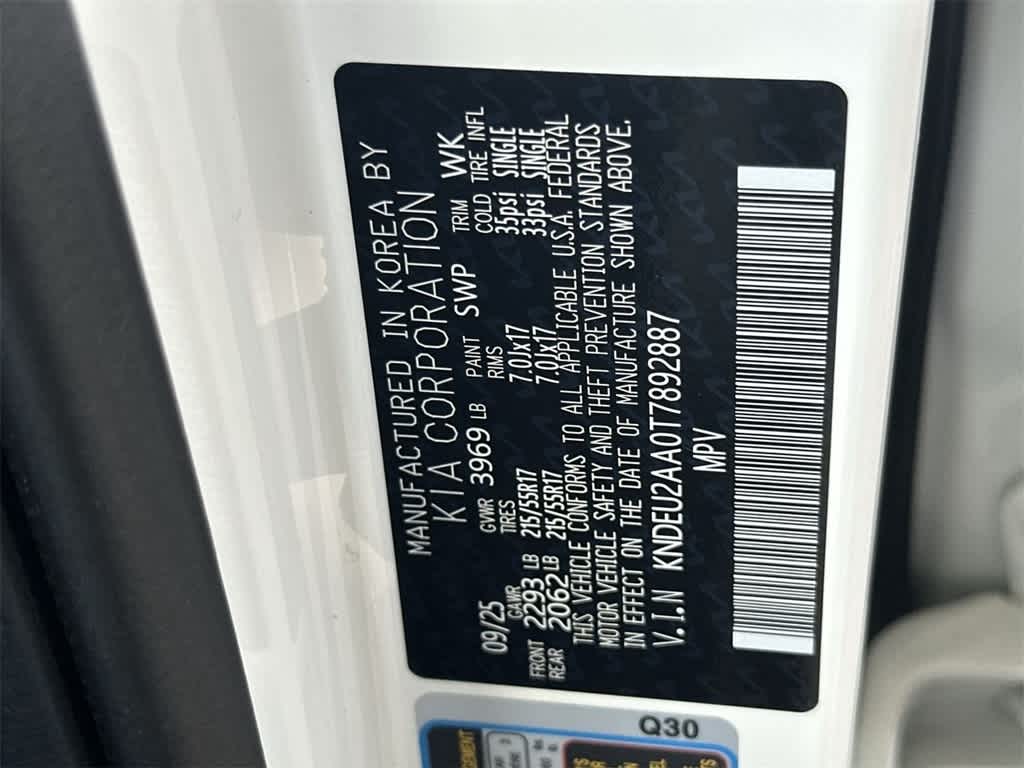 MANUFACTURED IN KOREA BY
KIA CORPORATION
09/25 GVWR 3969 LB PAINT SWP TRIM WK
GAWR TIRES RIMS COLD TIRE INFL
FRONT 2293 LB 215/55R17 7.0Jx17 35psi SINGLE
REAR 2062 LB 215/55R17 7.0Jx17 33psi SINGLE
THIS VEHICLE CONFORMS TO ALL APPLICABLE U.S.A. FEDERAL
MOTOR VEHICLE SAFETY AND THEFT PREVENTION STANDARDS
IN EFFECT ON THE DATE OF MANUFACTURE SHOWN ABOVE.
V.I.N KNDEU2AA0T7892887
MPV
Q30